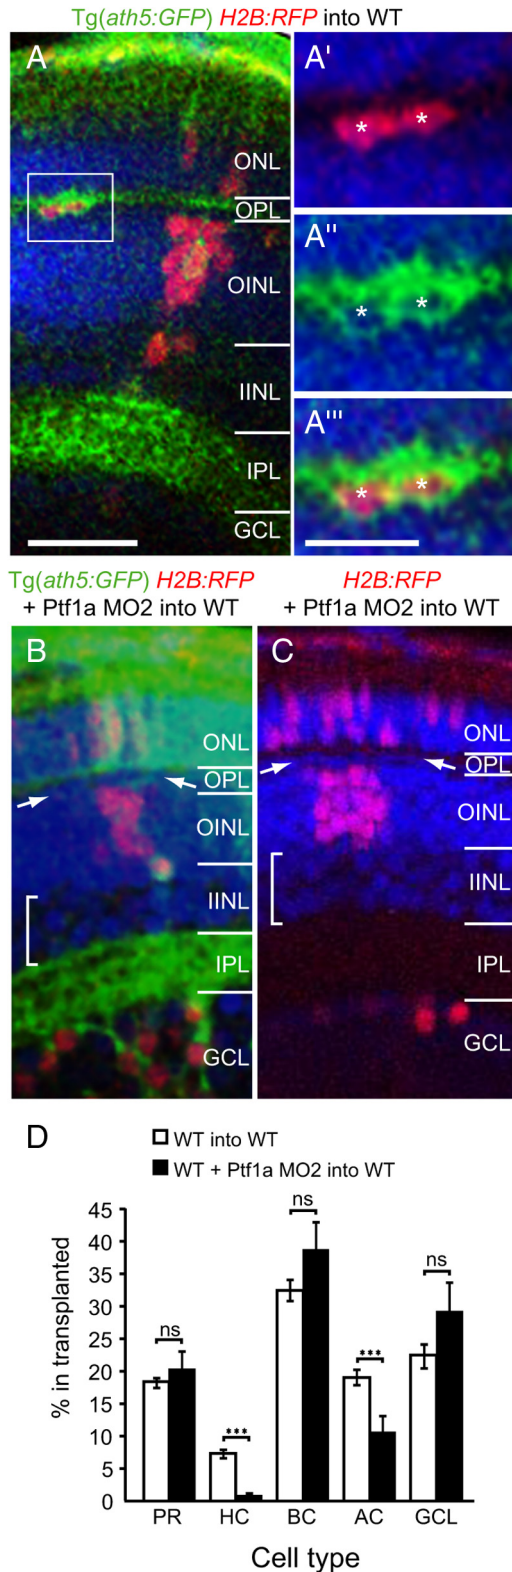 Tg(ath5:GFP) H2B:RFP into WT
A
ONL
OPL
OINL
IINL
IPL
GCL
A'
* *
A''
* *
A'''
* *
Tg(ath5:GFP) H2B:RFP
+ Ptf1a MO2 into WT
H2B:RFP
+ Ptf1a MO2 into WT
B
ONL
OPL
OINL
IINL
IPL
GCL
C
ONL
OPL
OINL
IINL
IPL
GCL
D
WT into WT
WT + Ptf1a MO2 into WT
% in transplanted
45
40
35
30
25
20
15
10
5
0
ns
***
ns
***
ns
PR HC BC AC GCL
Cell type